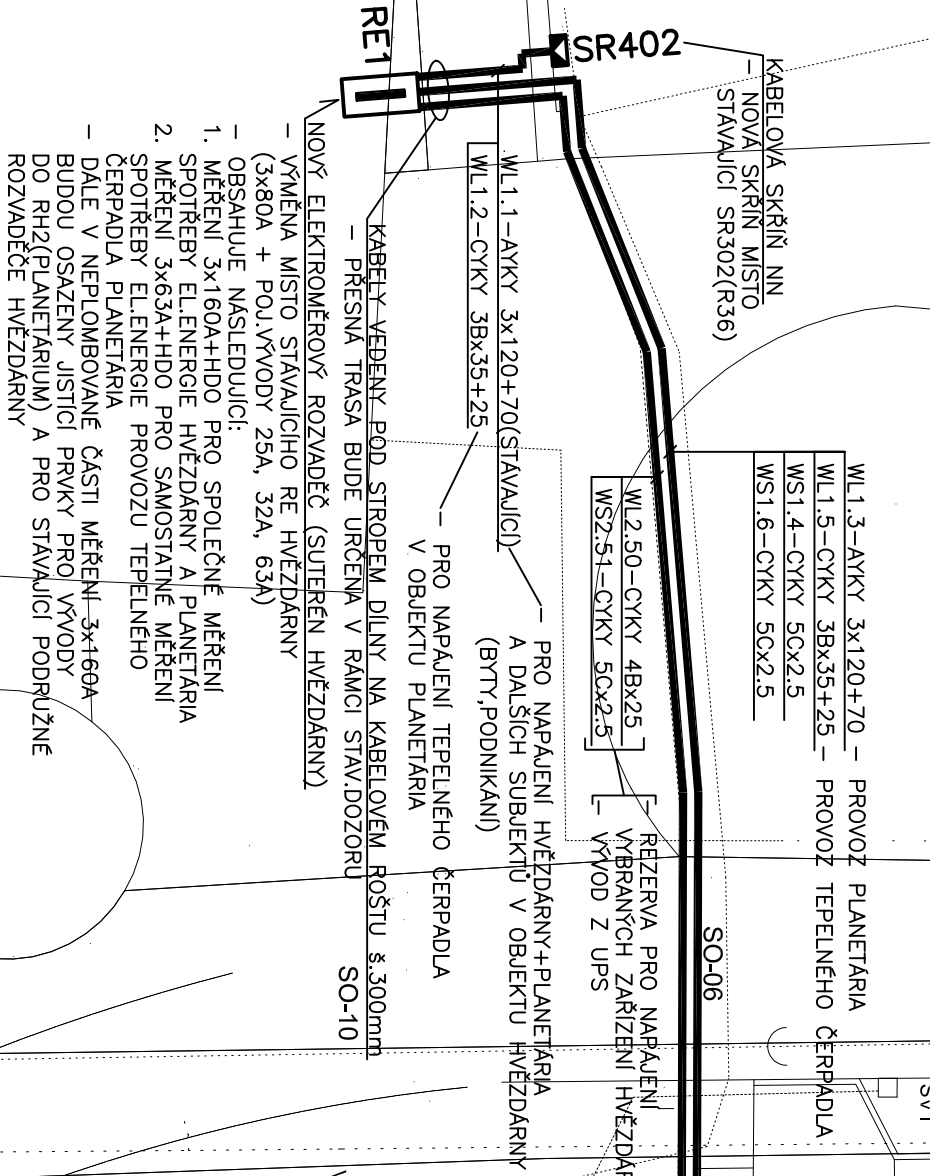 RE1
SR402
KABELOVÁ SKŘÍŇ NN
– NOVÁ SKŘÍŇ MÍSTO
STÁVAJÍCÍ SR302(R36)
WL1.3–AYKY 3x120+70 – PROVOZ PLANETÁRIA
WL1.5–CYKY 3Bx35+25 – PROVOZ TEPELNÉHO ČERPADLA
WS1.4–CYKY 5Cx2.5
WS1.6–CYKY 5Cx2.5
SO-06
WL2.50–CYKY 4Bx25
WS2.51–CYKY 5Cx2.5
– REZERVA PRO NAPÁJENÍ
VYBRANÝCH ZAŘÍZENÍ HVĚZDÁR
– VÝVOD Z UPS
WL1.1–AYKY 3x120+70(STÁVAJÍCÍ)
WL1.2–CYKY 3Bx35+25
– PRO NAPÁJENÍ HVĚZDÁRNY+PLANETÁRIA
A DALŠÍCH SUBJEKTŮ V OBJEKTU HVĚZDÁRNY
(BYTY,PODNIKÁNÍ)
– PRO NAPÁJENÍ TEPELNÉHO ČERPADLA
V OBJEKTU PLANETÁRIA
KABELY VEDENY POD STROPEM DÍLNY NA KABELOVÉM ROŠTU š.300mm
– PŘESNÁ TRASA BUDE URČENA V RÁMCI STAV.DOZORU
SO-10
NOVÝ ELEKTROMĚROVÝ ROZVADĚČ (SUTERÉN HVĚZDÁRNY)
– VÝMĚNA MÍSTO STÁVAJÍCÍHO RE HVĚZDÁRNY
(3x80A + POJ.VÝVODY 25A, 32A, 63A)
– OBSAHUJE NÁSLEDUJÍCÍ:
1. MĚŘENÍ 3x160A+HDO PRO SPOLEČNÉ MĚŘENÍ
SPOTŘEBY EL.ENERGIE HVĚZDÁRNY A PLANETÁRIA
2. MĚŘENÍ 3x63A+HDO PRO SAMOSTATNÉ MĚŘENÍ
SPOTŘEBY EL.ENERGIE PROVOZU TEPELNÉHO
ČERPADLA PLANETÁRIA
– DÁLE V NEPLOMBOVANÉ ČÁSTI MĚŘENÍ 3x160A
BUDOU OSAZENY JISTÍCÍ PRVKY PRO VÝVODY
DO RH2(PLANETÁRIUM) A PRO STÁVAJÍCÍ PODRUŽNÉ
ROZVADĚČE HVĚZDÁRNY